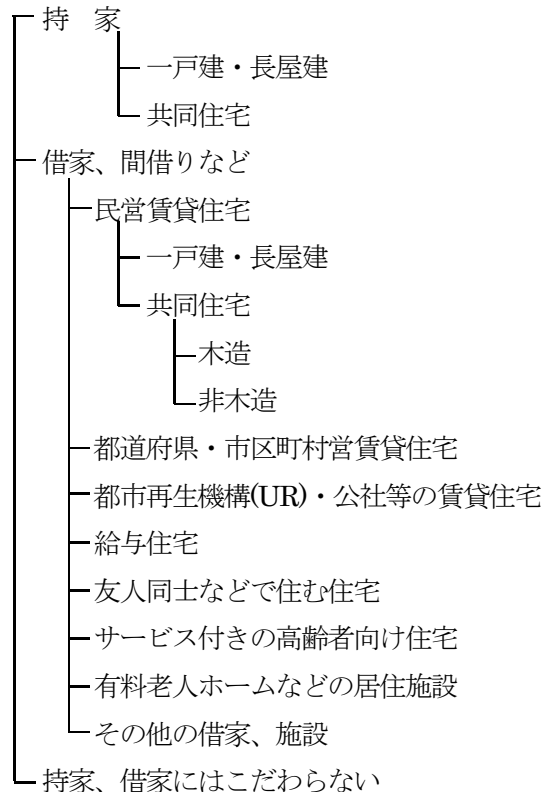 持　家
一戸建・長屋建
共同住宅
借家、間借りなど
民営賃貸住宅
一戸建・長屋建
共同住宅
木造
非木造
都道府県・市区町村営賃貸住宅
都市再生機構(UR)・公社等の賃貸住宅
給与住宅
友人同士などで住む住宅
サービス付きの高齢者向け住宅
有料老人ホームなどの居住施設
その他の借家、施設
持家、借家にはこだわらない